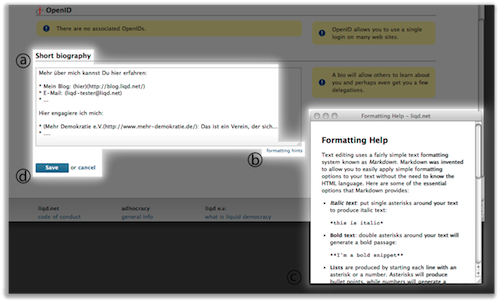 OpenID
There are no associated OpenIDs.
OpenID allows you to use a single
login on many web sites.
a
Short biography
Mehr über mich kannst Du hier erfahren:
* Mein Blog: (hier)(http://blog.liqd.net/)
* E-Mail: (liqd-tester@liqd.net)
* ...
Hier engagiere ich mich:
* (Mehr Demokratie e.V.(http://www.mehr-demokratie.de/): Das ist ein Verein, der sich...
* ....
A bio will allow others to learn about
you and perhaps even get you a few
delegations.
b
formatting hints
d
Save or cancel
liqd.net
code of conduct
adhocracy
general info
liqd e.v.
what is liquid democracy
Formatting Help – liqd.net
Formatting Help
Text editing uses a fairly simple text formatting
system known as Markdown. Markdown was invented
to allow you to easily apply simple formatting
options to your text without the need to know the
HTML language. Here are some of the essential
options that Markdown provides:
• Italic text: put single asterisks around your text
to produce italic text:
*this is italic*
• Bold text: double asterisks around your text will
generate a bold passage:
**I'm a bold snippet**
• Lists are produced by starting each line with an
asterisk or a number. Asterisks will produce
bullet points, while numbers will generate a
c